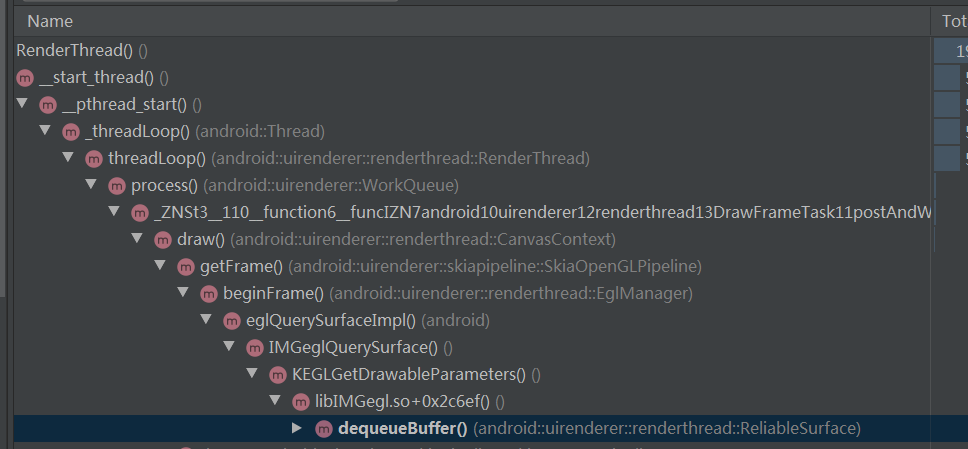 Name Tot
RenderThread() () 19
__start_thread() () 5
__pthread_start() () 5
_threadLoop() (android::Thread) 5
threadLoop() (android::uirenderer::renderthread::RenderThread) 5
process() (android::uirenderer::WorkQueue)
_ZNSt3__110__function6__funcIZN7android10uirenderer12renderthread13DrawFrameTask11postAndW
draw() (android::uirenderer::renderthread::CanvasContext)
getFrame() (android::uirenderer::skiapipeline::SkiaOpenGLPipeline)
beginFrame() (android::uirenderer::renderthread::EglManager)
eglQuerySurfaceImpl() (android)
IMGeglQuerySurface() ()
KEGLGetDrawableParameters() ()
libIMGegl.so+0x2c6ef() ()
dequeueBuffer() (android::uirenderer::renderthread::ReliableSurface)